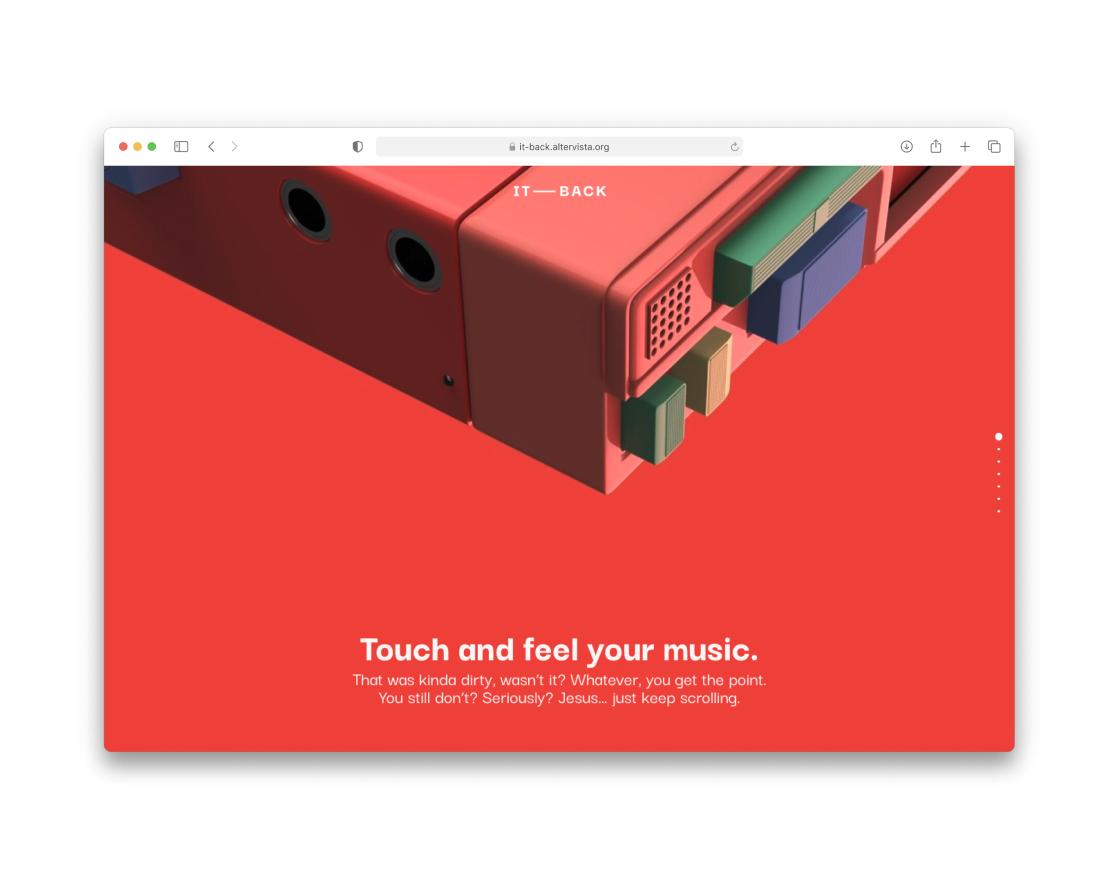 it-back.altervista.org
IT—BACK
Touch and feel your music.
That was kinda dirty, wasn't it? Whatever, you get the point.
You still don't? Seriously? Jesus... just keep scrolling.